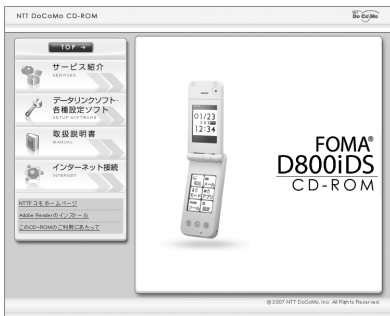 NTT DoCoMo CD-ROM
DoCoMo
TOP →
サービス紹介
SERVICES
データリンクソフト・
各種設定ソフト
SETUP SOFTWARE
取扱説明書
MANUAL
インターネット接続
INTERNET
NTTドコモ ホームページ
Adobe Readerのインストール
このCD-ROMのご利用にあたって
01/23
12:34
メール
FOMA®
D800iDS
CD-ROM
© 2007 NTT DoCoMo, Inc. All Rights Reserved.